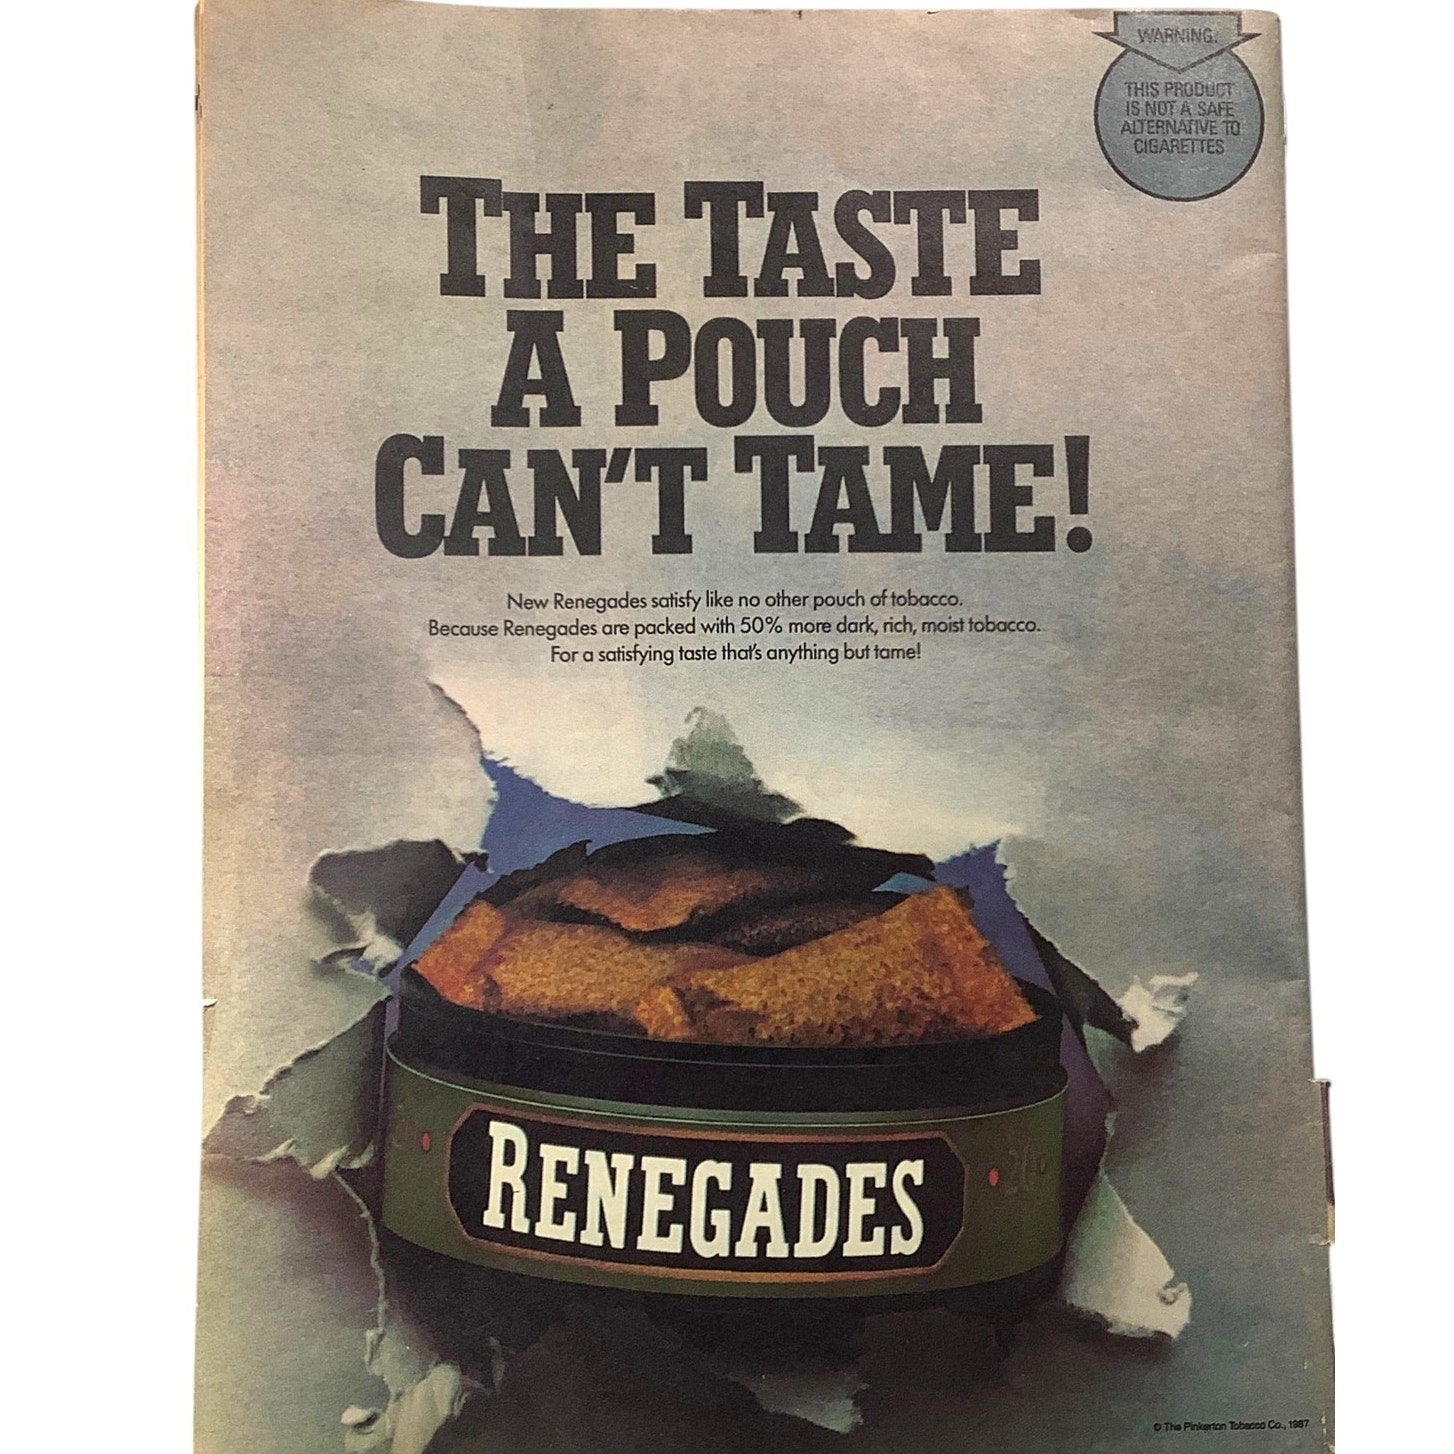 WARNING:
THIS PRODUCT
IS NOT A SAFE
ALTERNATIVE TO
CIGARETTES
THE TASTE
A POUCH
CAN'T TAME!
New Renegades satisfy like no other pouch of tobacco.
Because Renegades are packed with 50% more dark, rich, moist tobacco.
For a satisfying taste that's anything but tame!
RENEGADES
© The Pinkerton Tobacco Co., 1987